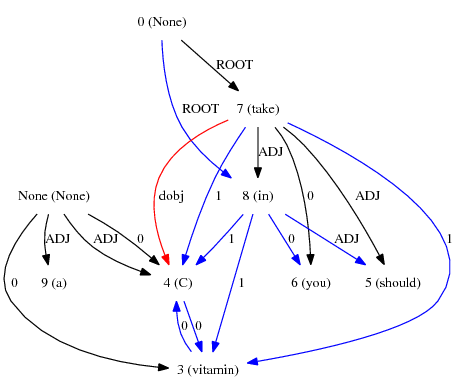 0 (None)
ROOT
ROOT
7 (take)
dobj
1
ADJ
0
ADJ
1
None (None)
8 (in)
ADJ
ADJ
0
1
0
ADJ
0
9 (a)
4 (C)
1
6 (you)
5 (should)
0
0
3 (vitamin)